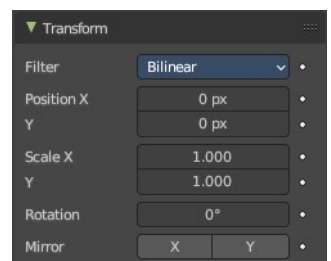 Transform
Filter Bilinear
Position X 0 px
Y 0 px
Scale X 1.000
Y 1.000
Rotation 0°
Mirror X Y